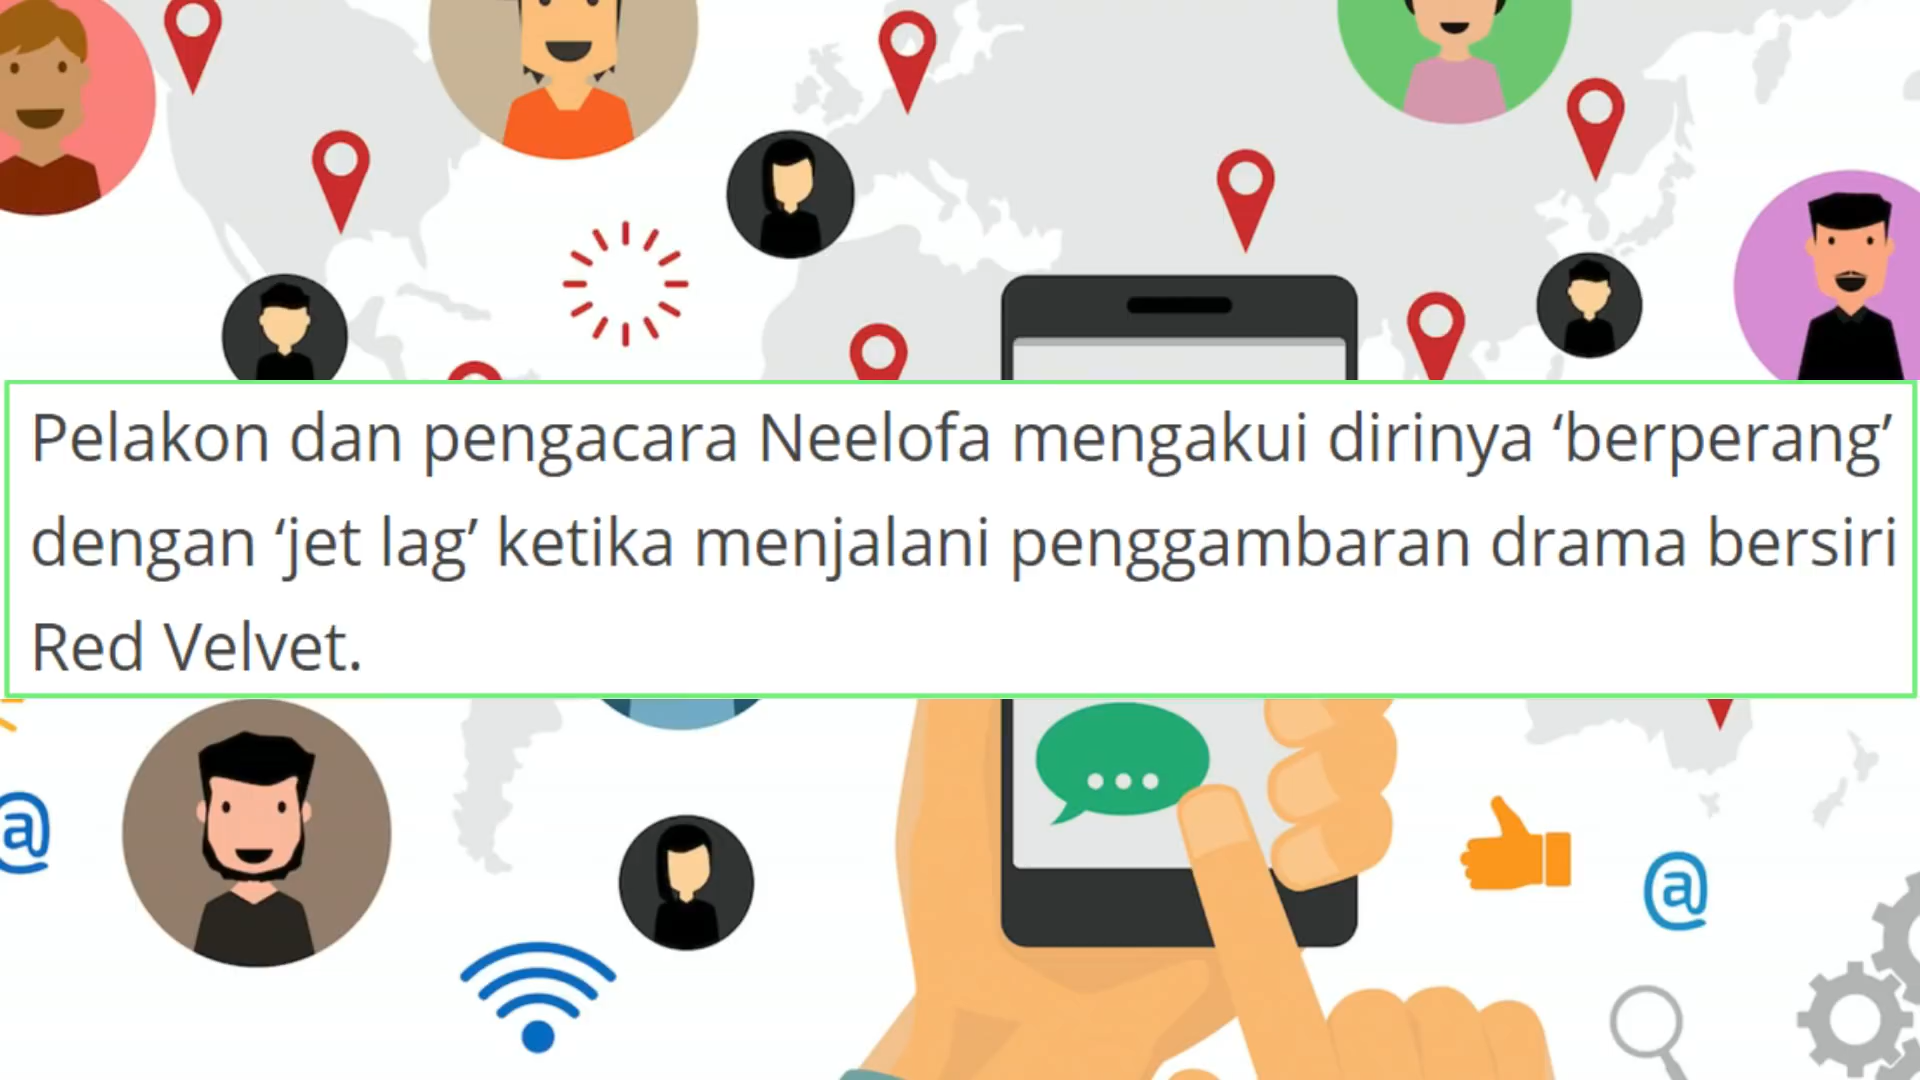 Pelakon dan pengacara Neelofa mengakui dirinya ‘berperang’
dengan ‘jet lag’ ketika menjalani penggambaran drama bersiri
Red Velvet.